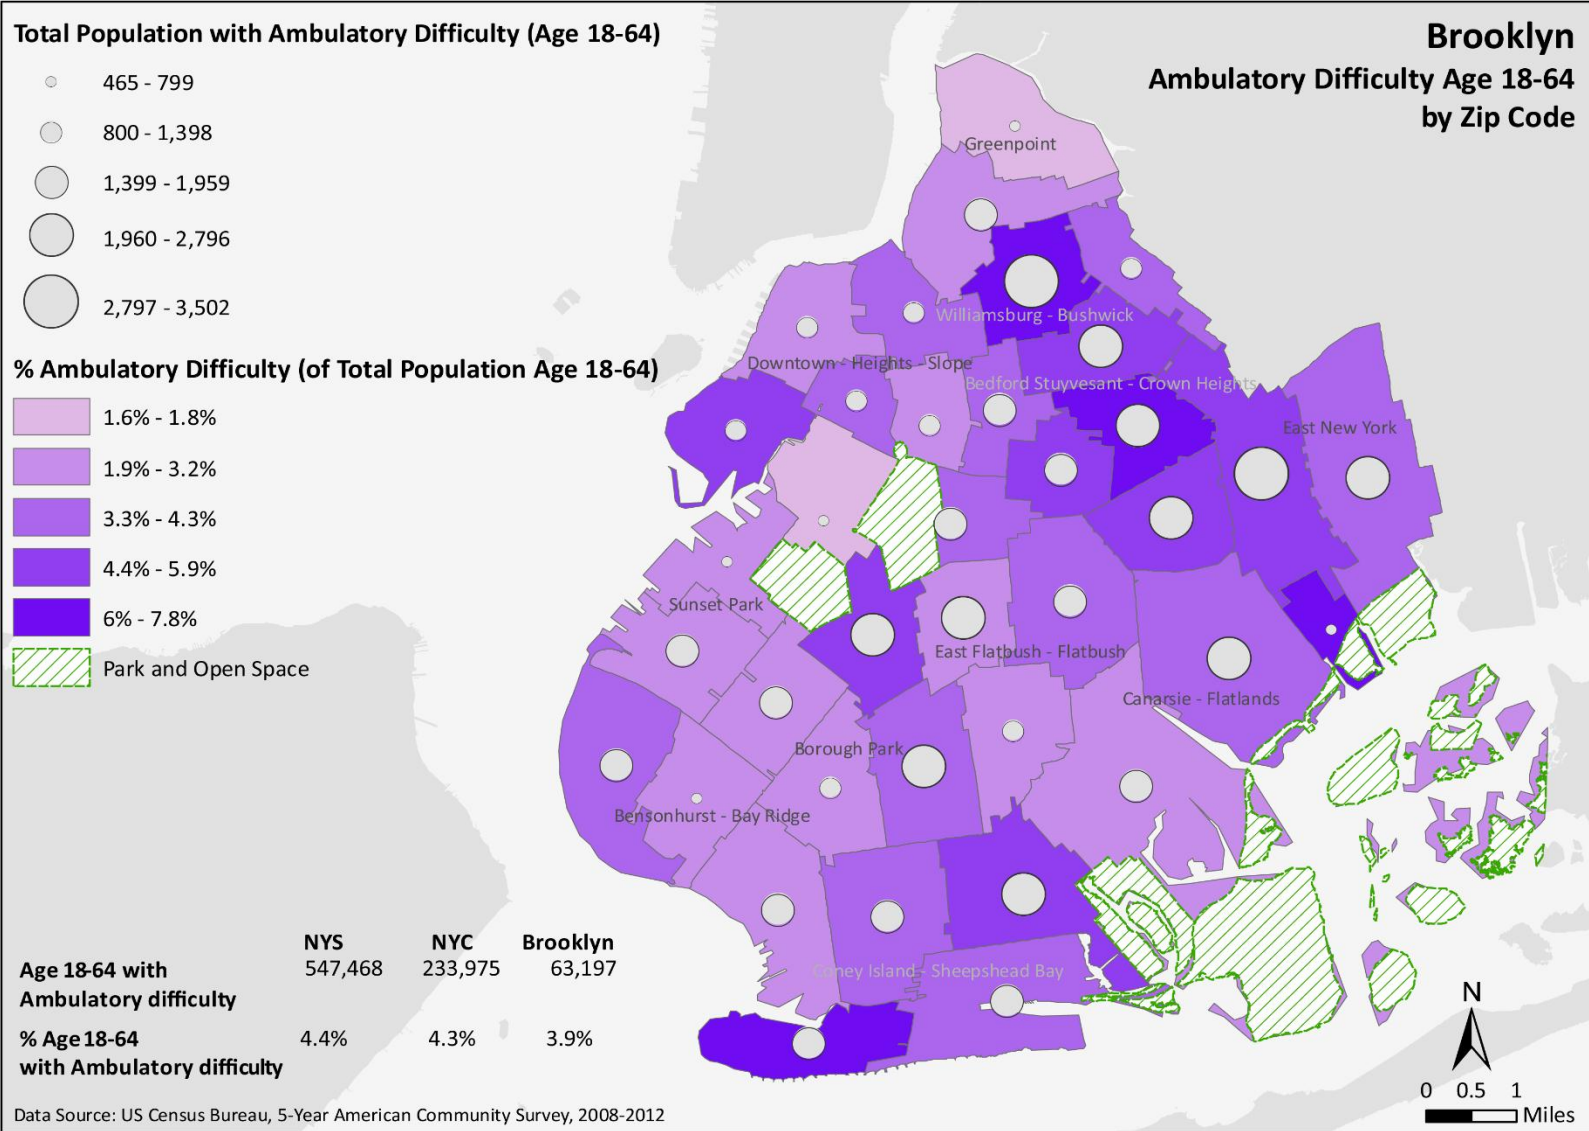 Total Population with Ambulatory Difficulty (Age 18-64)
465 - 799
800 - 1,398
1,399 - 1,959
1,960 - 2,796
2,797 - 3,502
% Ambulatory Difficulty (of Total Population Age 18-64)
1.6% - 1.8%
1.9% - 3.2%
3.3% - 4.3%
4.4% - 5.9%
6% - 7.8%
Park and Open Space
Brooklyn
Ambulatory Difficulty Age 18-64
by Zip Code
Greenpoint
Williamsburg - Bushwick
Downtown - Heights - Slope
Bedford Stuyvesant - Crown Heights
East New York
Sunset Park
East Flatbush - Flatbush
Canarsie - Flatlands
Borough Park
Bensonhurst - Bay Ridge
Coney Island - Sheepshead Bay
NYS NYC Brooklyn
Age 18-64 with 547,468 233,975 63,197
Ambulatory difficulty
% Age 18-64 4.4% 4.3% 3.9%
with Ambulatory difficulty
Data Source: US Census Bureau, 5-Year American Community Survey, 2008-2012
N
0 0.5 1
Miles